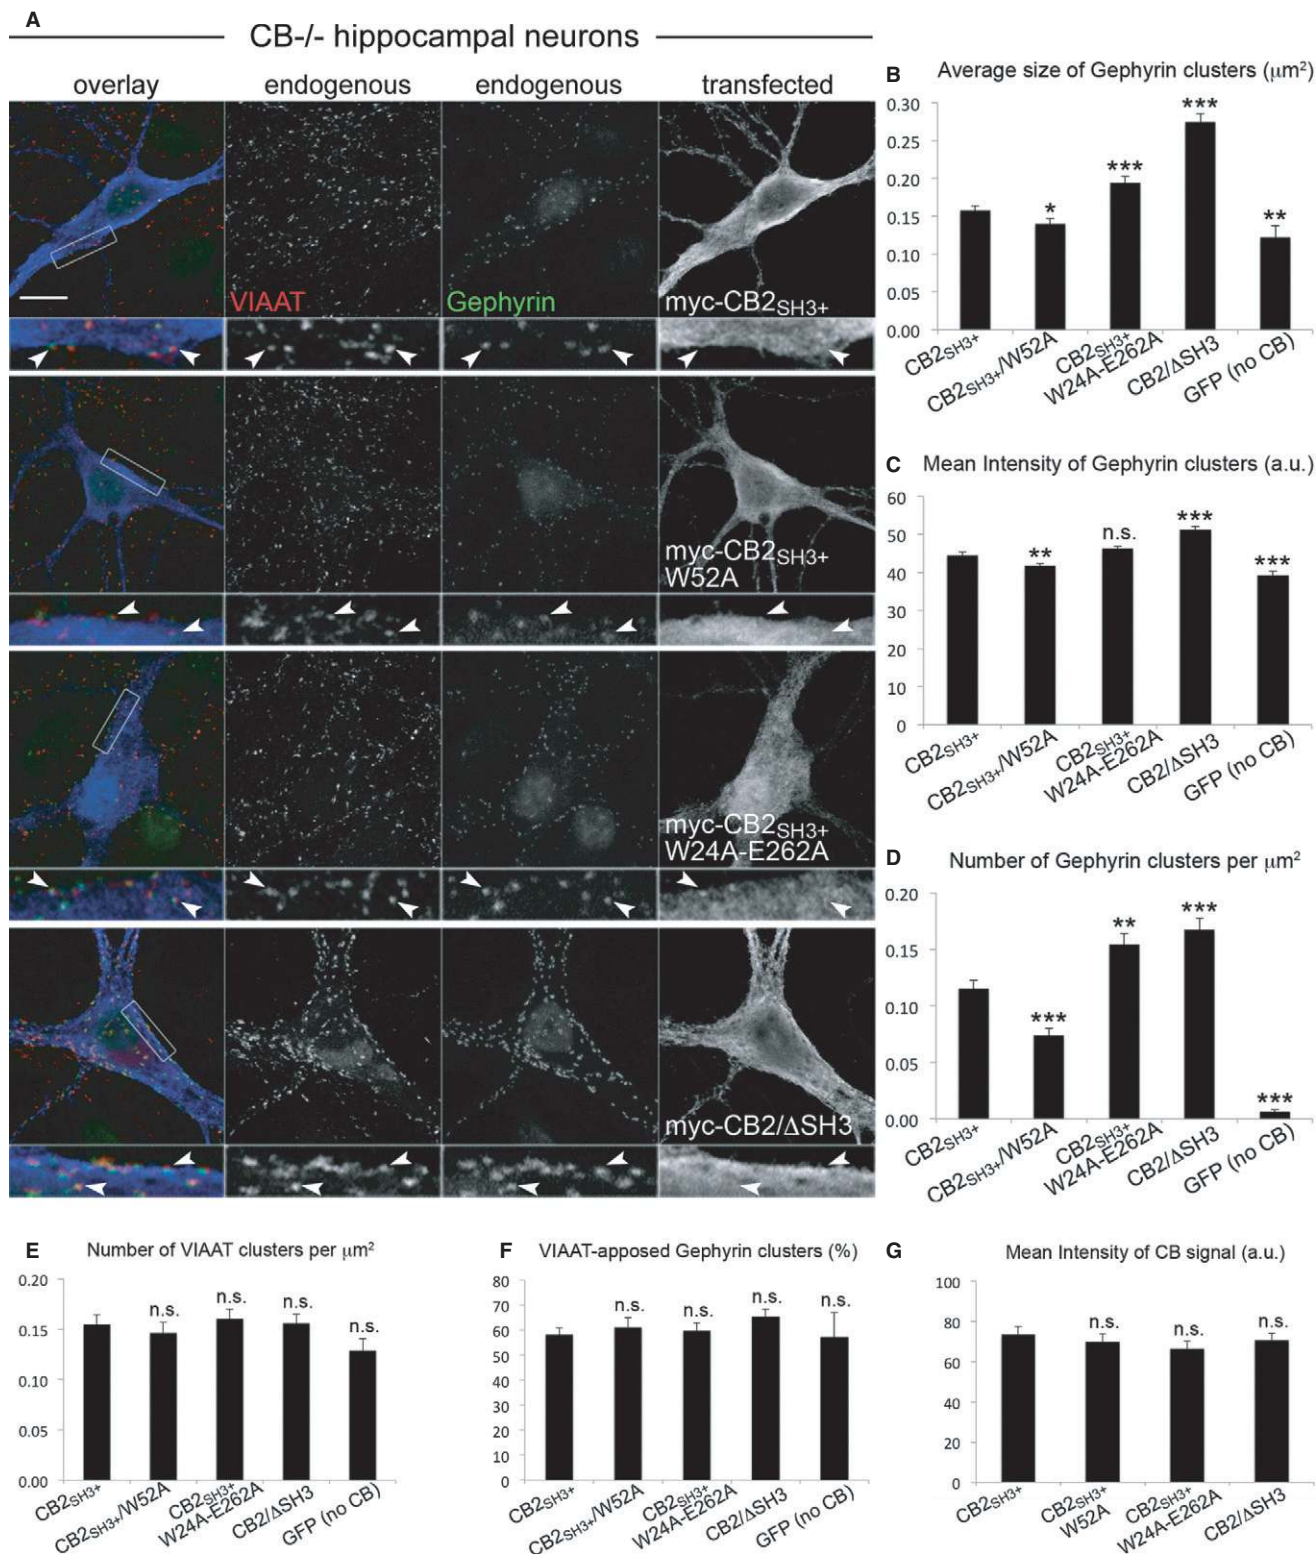 A
CB-/- hippocampal neurons
overlay endogenous endogenous transfected
VIAAT Gephyrin myc-CB2SH3+
myc-CB2SH3+
W52A
myc-CB2SH3+
W24A-E262A
myc-CB2/ΔSH3
B Average size of Gephyrin clusters (μm²)
0.30
0.25
0.20
0.15
0.10
0.05
0.00
* *** *** **
CB2SH3+
CB2SH3+/W52A
CB2SH3+
W24A-E262A
CB2/ΔSH3
GFP (no CB)
C Mean Intensity of Gephyrin clusters (a.u.)
60
50
40
30
20
10
0
** n.s. *** ***
CB2SH3+
CB2SH3+/W52A
CB2SH3+
W24A-E262A
CB2/ΔSH3
GFP (no CB)
D Number of Gephyrin clusters per μm²
0.20
0.15
0.10
0.05
0.00
*** ** *** ***
CB2SH3+
CB2SH3+/W52A
CB2SH3+
W24A-E262A
CB2/ΔSH3
GFP (no CB)
E Number of VIAAT clusters per μm²
0.20
0.15
0.10
0.05
0.00
n.s. n.s. n.s. n.s.
CB2SH3+
CB2SH3+/W52A
CB2SH3+
W24A-E262A
CB2/ΔSH3
GFP (no CB)
F VIAAT-apposed Gephyrin clusters (%)
80
70
60
50
40
30
20
10
0
n.s. n.s. n.s. n.s.
CB2SH3+
CB2SH3+/W52A
CB2SH3+
W24A-E262A
CB2/ΔSH3
GFP (no CB)
G Mean Intensity of CB signal (a.u.)
100
80
60
40
20
0
n.s. n.s. n.s.
CB2SH3+
CB2SH3+
W52A
CB2SH3+
W24A-E262A
CB2/ΔSH3